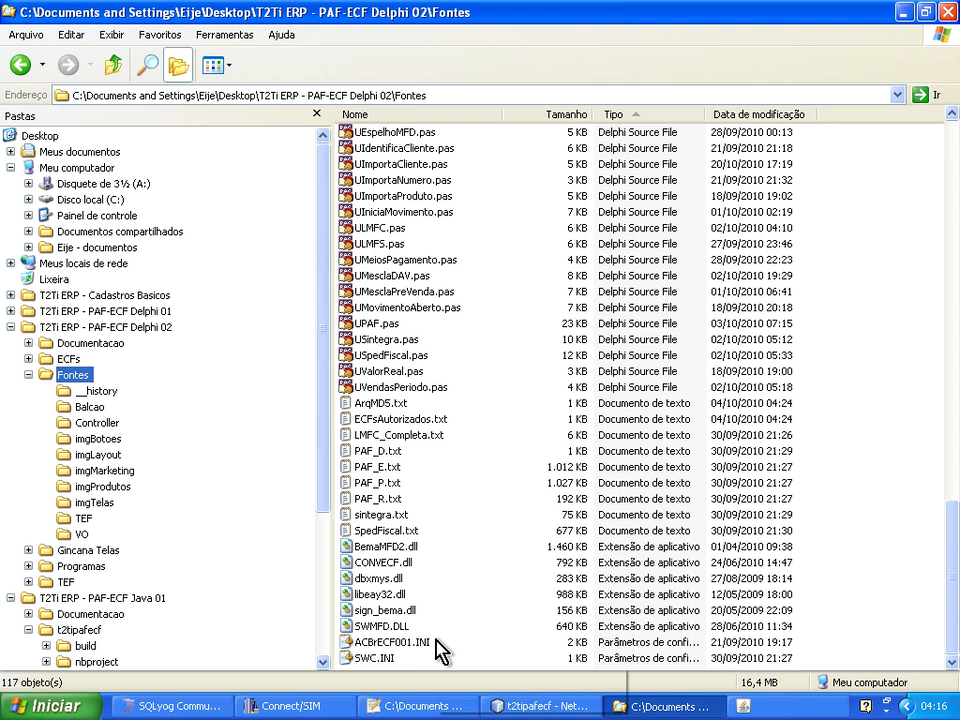 C:\Documents and Settings\Eije\Desktop\T2Ti ERP - PAF-ECF Delphi 02\Fontes
Arquivo Editar Exibir Favoritos Ferramentas Ajuda
Endereço C:\Documents and Settings\Eije\Desktop\T2Ti ERP - PAF-ECF Delphi 02\Fontes Ir
Pastas
Desktop
Meus documentos
Meu computador
Disquete de 3½ (A:)
Disco local (C:)
Painel de controle
Documentos compartilhados
Eije - documentos
Meus locais de rede
Lixeira
T2Ti ERP - Cadastros Basicos
T2Ti ERP - PAF-ECF Delphi 01
T2Ti ERP - PAF-ECF Delphi 02
Documentacao
ECFs
Fontes
__history
Balcao
Controller
imgBotoes
imgLayout
imgMarketing
imgProdutos
imgTelas
TEF
VO
Gincana Telas
Programas
TEF
T2Ti ERP - PAF-ECF Java 01
Documentacao
t2tipafecf
build
nbproject
Nome Tamanho Tipo Data de modificação
UEspelhoMFD.pas 5 KB Delphi Source File 28/09/2010 00:13
UIdentificaCliente.pas 6 KB Delphi Source File 21/09/2010 21:18
UImportaCliente.pas 5 KB Delphi Source File 20/10/2010 17:19
UImportaNumero.pas 3 KB Delphi Source File 21/09/2010 21:32
UImportaProduto.pas 5 KB Delphi Source File 18/09/2010 19:02
UIniciaMovimento.pas 7 KB Delphi Source File 01/10/2010 02:19
ULMFC.pas 6 KB Delphi Source File 02/10/2010 04:10
ULMFS.pas 6 KB Delphi Source File 27/09/2010 23:46
UMeiosPagamento.pas 4 KB Delphi Source File 28/09/2010 22:23
UMesclaDAV.pas 8 KB Delphi Source File 02/10/2010 19:29
UMesclaPreVenda.pas 7 KB Delphi Source File 01/10/2010 06:41
UMovimentoAberto.pas 7 KB Delphi Source File 18/09/2010 20:18
UPAF.pas 23 KB Delphi Source File 03/10/2010 07:15
USintegra.pas 10 KB Delphi Source File 02/10/2010 05:12
USpedFiscal.pas 12 KB Delphi Source File 02/10/2010 05:33
UValorReal.pas 3 KB Delphi Source File 18/09/2010 19:00
UVendasPeriodo.pas 4 KB Delphi Source File 02/10/2010 05:18
ArqMD5.txt 1 KB Documento de texto 04/10/2010 04:24
ECFsAutorizados.txt 1 KB Documento de texto 04/10/2010 04:24
LMFC_Completa.txt 6 KB Documento de texto 30/09/2010 21:26
PAF_D.txt 1 KB Documento de texto 30/09/2010 21:29
PAF_E.txt 1.012 KB Documento de texto 30/09/2010 21:27
PAF_P.txt 1.027 KB Documento de texto 30/09/2010 21:27
PAF_R.txt 192 KB Documento de texto 30/09/2010 21:27
sintegra.txt 75 KB Documento de texto 30/09/2010 21:29
SpedFiscal.txt 677 KB Documento de texto 30/09/2010 21:30
BemaMFD2.dll 1.460 KB Extensão de aplicativo 01/04/2010 09:38
CONVECF.dll 792 KB Extensão de aplicativo 24/06/2010 14:47
dbxmys.dll 283 KB Extensão de aplicativo 27/08/2009 18:14
libeay32.dll 988 KB Extensão de aplicativo 12/05/2009 18:00
sign_bema.dll 156 KB Extensão de aplicativo 20/05/2009 22:09
SWMFD.DLL 640 KB Extensão de aplicativo 28/06/2010 11:34
ACBrECF001.INI 2 KB Parâmetros de confi... 21/09/2010 19:17
SWC.INI 1 KB Parâmetros de confi... 30/09/2010 21:27
117 objeto(s) 16,4 MB Meu computador
Iniciar SQLyog Commu... Connect/SIM C:\Documents ... t2tipafecf - Net... C:\Documents ... 04:16